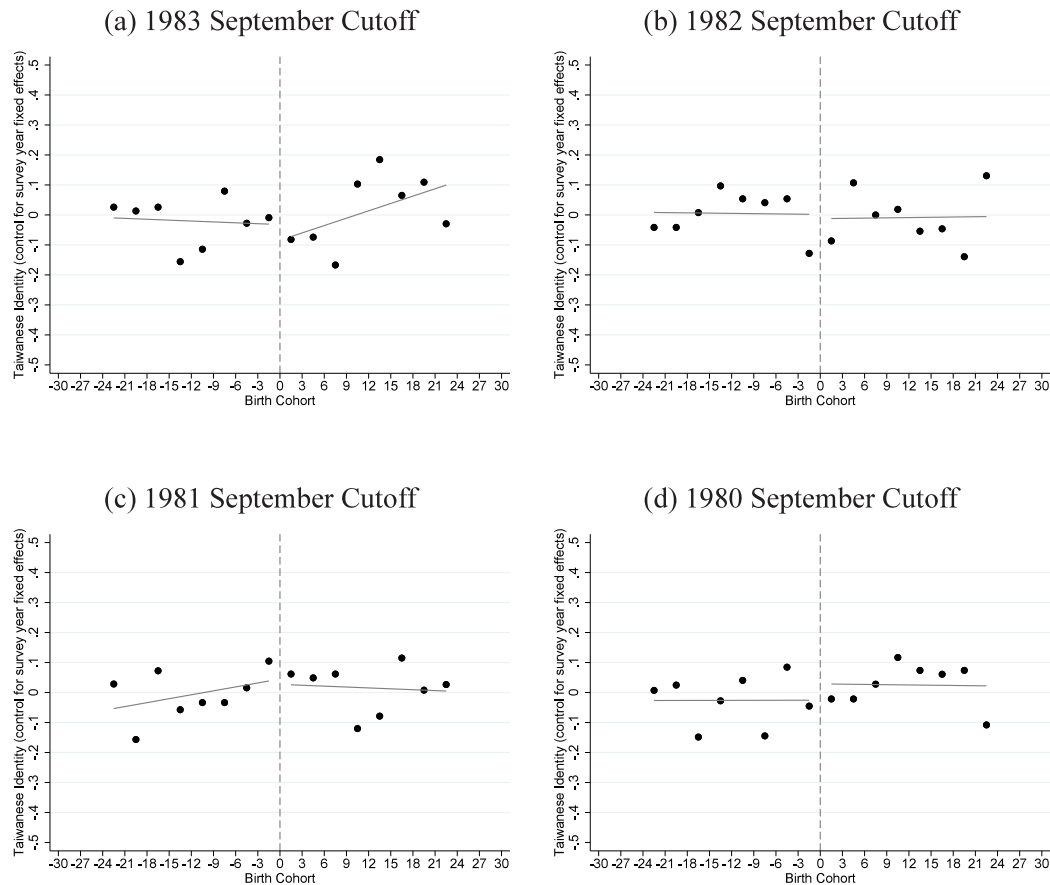 (a) 1983 September Cutoff
Taiwanese Identity (control for survey year fixed effects)
.5
.4
.3
.2
.1
0
-.1
-.2
-.3
-.4
-.5
-30 -27 -24 -21 -18 -15 -12 -9 -6 -3 0 3 6 9 12 15 18 21 24 27 30
Birth Cohort
(b) 1982 September Cutoff
Taiwanese Identity (control for survey year fixed effects)
.5
.4
.3
.2
.1
0
-.1
-.2
-.3
-.4
-.5
-30 -27 -24 -21 -18 -15 -12 -9 -6 -3 0 3 6 9 12 15 18 21 24 27 30
Birth Cohort
(c) 1981 September Cutoff
Taiwanese Identity (control for survey year fixed effects)
.5
.4
.3
.2
.1
0
-.1
-.2
-.3
-.4
-.5
-30 -27 -24 -21 -18 -15 -12 -9 -6 -3 0 3 6 9 12 15 18 21 24 27 30
Birth Cohort
(d) 1980 September Cutoff
Taiwanese Identity (control for survey year fixed effects)
.5
.4
.3
.2
.1
0
-.1
-.2
-.3
-.4
-.5
-30 -27 -24 -21 -18 -15 -12 -9 -6 -3 0 3 6 9 12 15 18 21 24 27 30
Birth Cohort